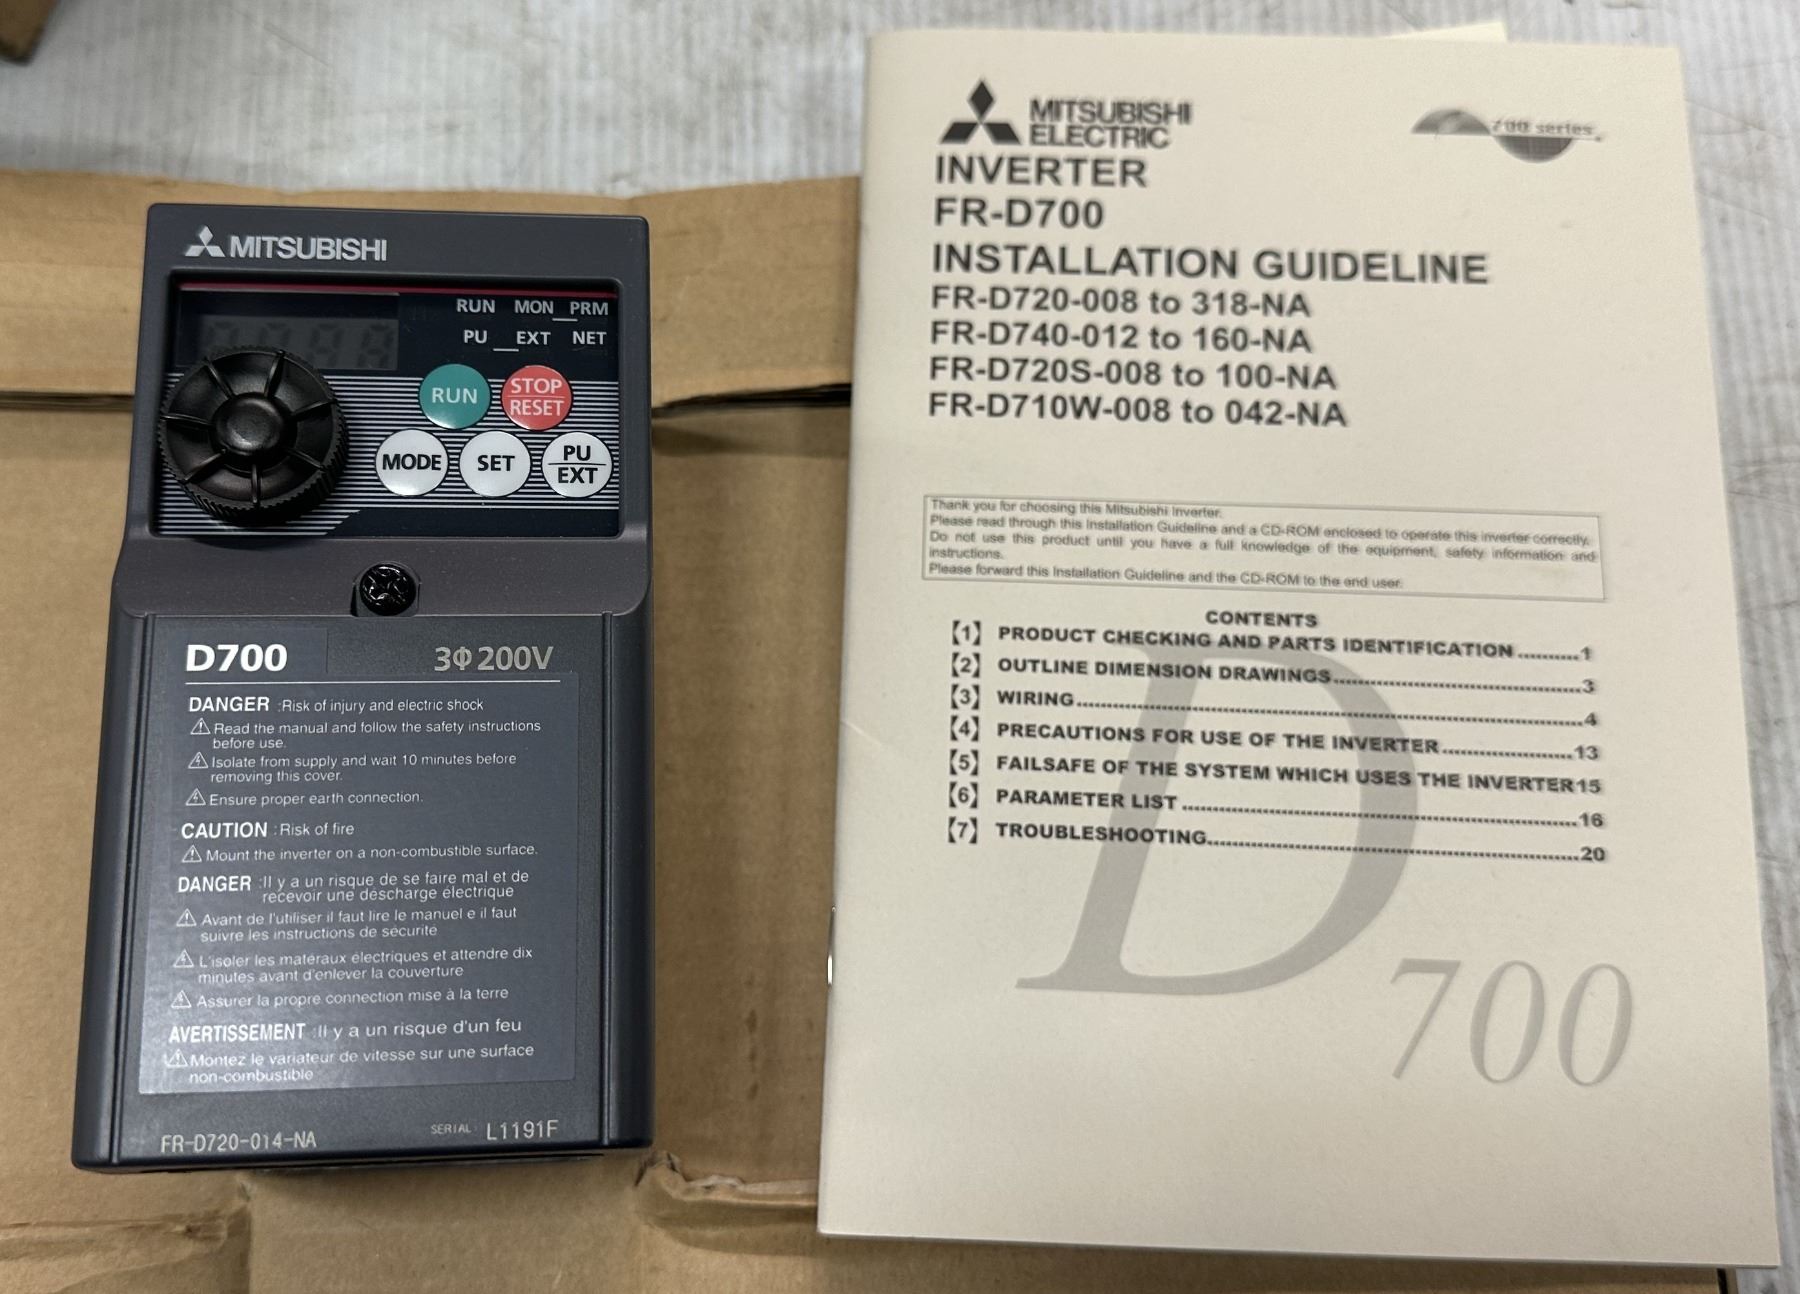 MITSUBISHI
RUN MON PRM
PU EXT NET
RUN
STOP
RESET
MODE
SET
PU
EXT
D700 3Φ200V
DANGER :Risk of injury and electric shock
Read the manual and follow the safety instructions
before use.
Isolate from supply and wait 10 minutes before
removing this cover.
Ensure proper earth connection.
CAUTION :Risk of fire
Mount the inverter on a non-combustible surface.
DANGER :Il y a un risque de se faire mal et de
recevoir une décharge électrique
Avant de l'utiliser il faut lire le manuel e il faut
suivre les instructions de sécurité
L'isoler les matéraux électriques et attendre dix
minutes avant d'enlever la couverture
Assurer la propre connection mise à la terre
AVERTISSEMENT :Il y a un risque d'un feu
Montez le variateur de vitesse sur une surface
non-combustible
FR-D720-014-NA SERIAL: L1191F
MITSUBISHI
ELECTRIC
700 series
INVERTER
FR-D700
INSTALLATION GUIDELINE
FR-D720-008 to 318-NA
FR-D740-012 to 160-NA
FR-D720S-008 to 100-NA
FR-D710W-008 to 042-NA
Thank you for choosing this Mitsubishi Inverter.
Please read through this Installation Guideline and a CD-ROM enclosed to operate this inverter correctly.
Do not use this product until you have a full knowledge of the equipment, safety information and
instructions.
Please forward this Installation Guideline and the CD-ROM to the end user.
CONTENTS
【1】 PRODUCT CHECKING AND PARTS IDENTIFICATION ..........1
【2】 OUTLINE DIMENSION DRAWINGS..........3
【3】 WIRING..........4
【4】 PRECAUTIONS FOR USE OF THE INVERTER..........13
【5】 FAILSAFE OF THE SYSTEM WHICH USES THE INVERTER15
【6】 PARAMETER LIST ..........16
【7】 TROUBLESHOOTING..........20
D700